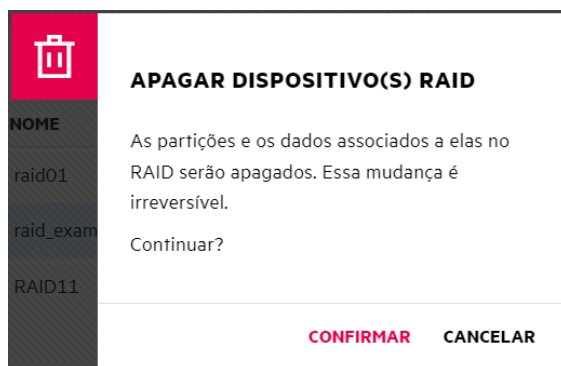 APAGAR DISPOSITIVO(S) RAID
NOME
As partições e os dados associados a elas no
RAID serão apagados. Essa mudança é
irreversível.
Continuar?
raid01
raid_exam
RAID11
CONFIRMAR CANCELAR